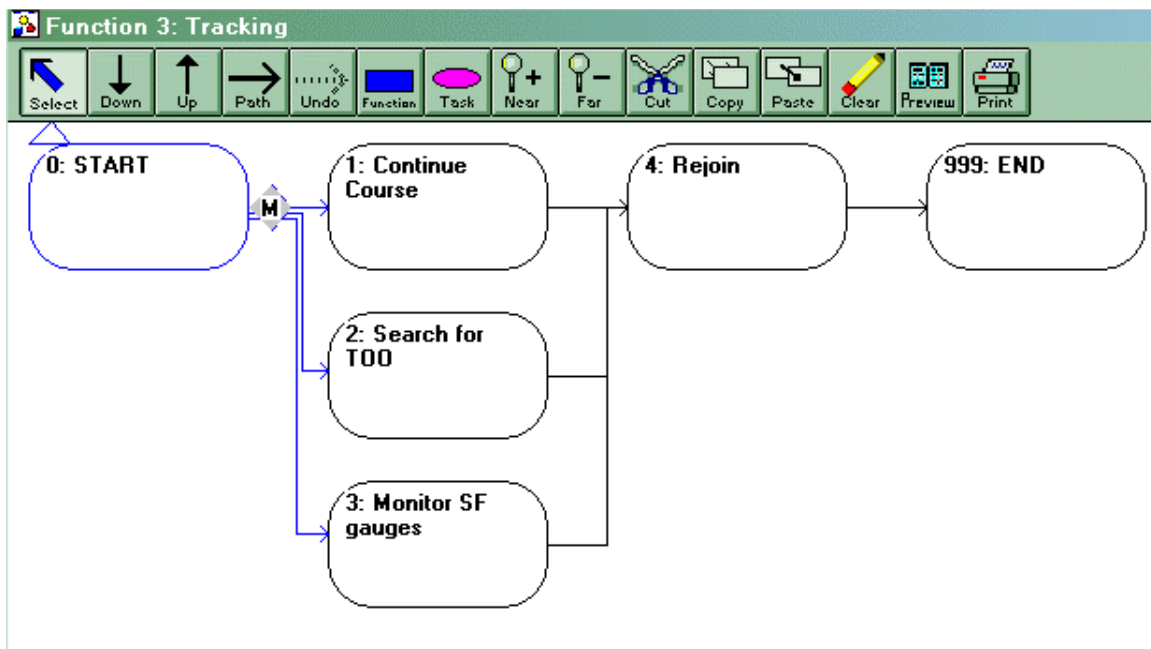 Function 3: Tracking
Select Down Up Path Undo Function Task Near Far Cut Copy Paste Clear Preview Print
0: START
M
1: Continue
Course
4: Rejoin
999: END
2: Search for
TOO
3: Monitor SF
gauges